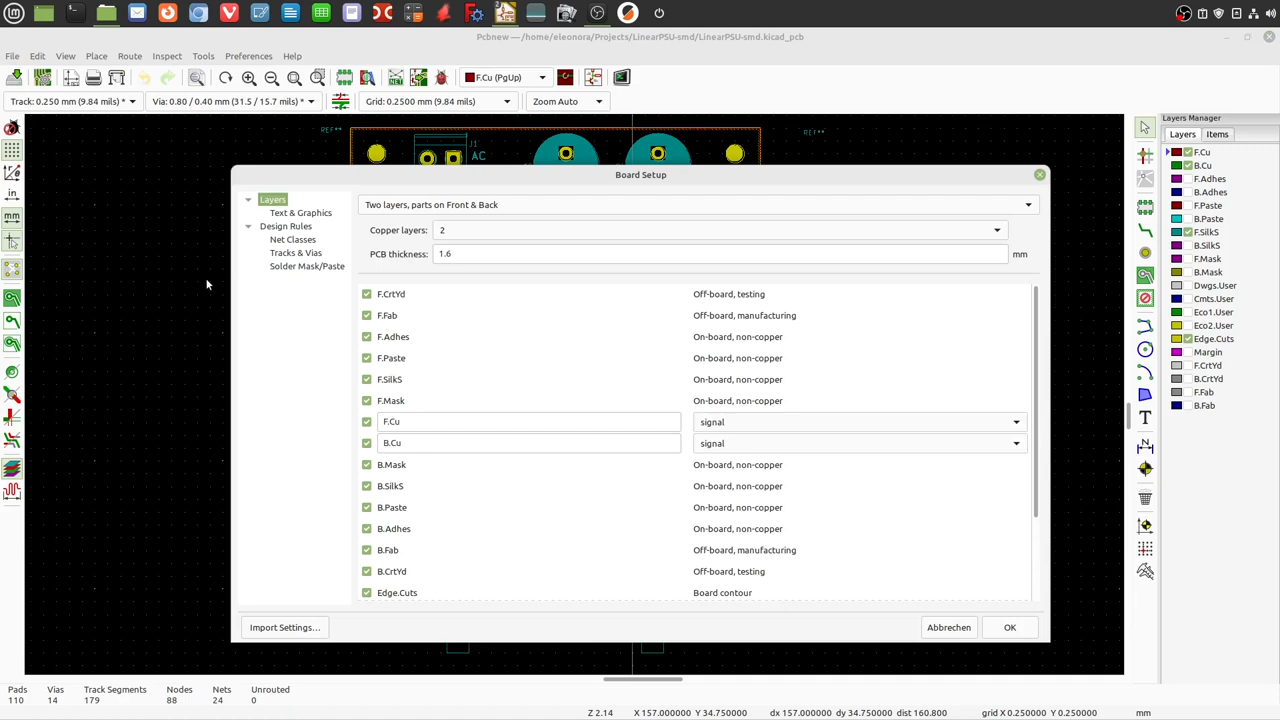 Pcbnew — /home/eleonora/Projects/LinearPSU-smd/LinearPSU-smd.kicad_pcb
File Edit View Place Route Inspect Tools Preferences Help
NET
F.Cu (PgUp)
Track: 0.250 mm (9.84 mils) *
Via: 0.80 / 0.40 mm (31.5 / 15.7 mils) *
Grid: 0.2500 mm (9.84 mils)
Zoom Auto
in
mm
REF**
J1
AC
REF**
Board Setup
Layers
Text & Graphics
Design Rules
Net Classes
Tracks & Vias
Solder Mask/Paste
Two layers, parts on Front & Back
Copper layers: 2
PCB thickness: 1.6 mm
F.CrtYd Off-board, testing
F.Fab Off-board, manufacturing
F.Adhes On-board, non-copper
F.Paste On-board, non-copper
F.SilkS On-board, non-copper
F.Mask On-board, non-copper
F.Cu signal
B.Cu signal
B.Mask On-board, non-copper
B.SilkS On-board, non-copper
B.Paste On-board, non-copper
B.Adhes On-board, non-copper
B.Fab Off-board, manufacturing
B.CrtYd Off-board, testing
Edge.Cuts Board contour
Import Settings...
Abbrechen
OK
Layers Manager
Layers Items
F.Cu
B.Cu
F.Adhes
B.Adhes
F.Paste
B.Paste
F.SilkS
B.SilkS
F.Mask
B.Mask
Dwgs.User
Cmts.User
Eco1.User
Eco2.User
Edge.Cuts
Margin
F.CrtYd
B.CrtYd
F.Fab
B.Fab
Pads Vias Track Segments Nodes Nets Unrouted
110 14 179 88 24 0
Z 2.14 X 157.000000 Y 34.750000 dx 157.000000 dy 34.750000 dist 160.800 grid X 0.250000 Y 0.250000 mm